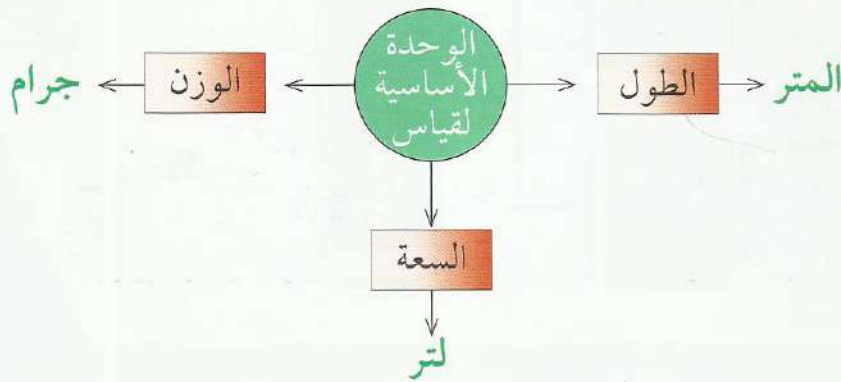 الوحدة
الأساسية
لقياس
الطول
المتر
الوزن
جرام
السعة
لتر